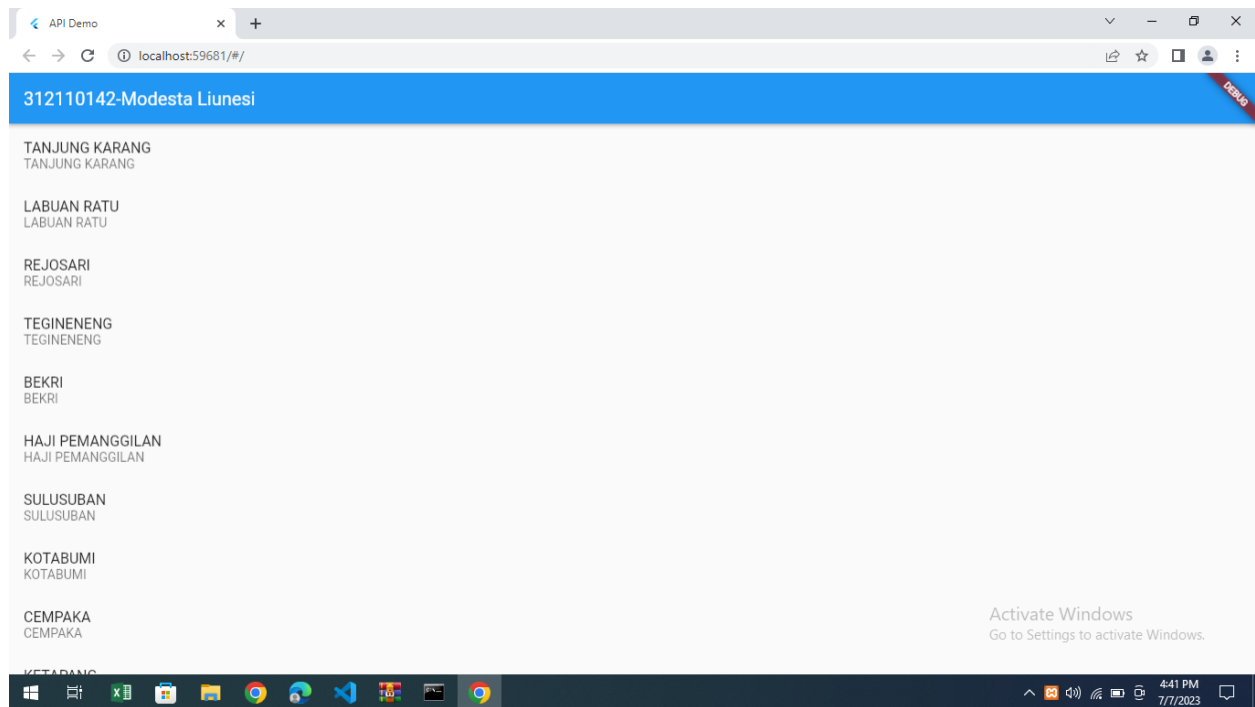 API Demo
localhost:59681/#/
312110142-Modesta Liunesi
DEBUG
TANJUNG KARANG
TANJUNG KARANG
LABUAN RATU
LABUAN RATU
REJOSARI
REJOSARI
TEGINENENG
TEGINENENG
BEKRI
BEKRI
HAJI PEMANGGILAN
HAJI PEMANGGILAN
SULUSUBAN
SULUSUBAN
KOTABUMI
KOTABUMI
CEMPAKA
CEMPAKA
Activate Windows
Go to Settings to activate Windows.
KETAPANG
4:41 PM
7/7/2023